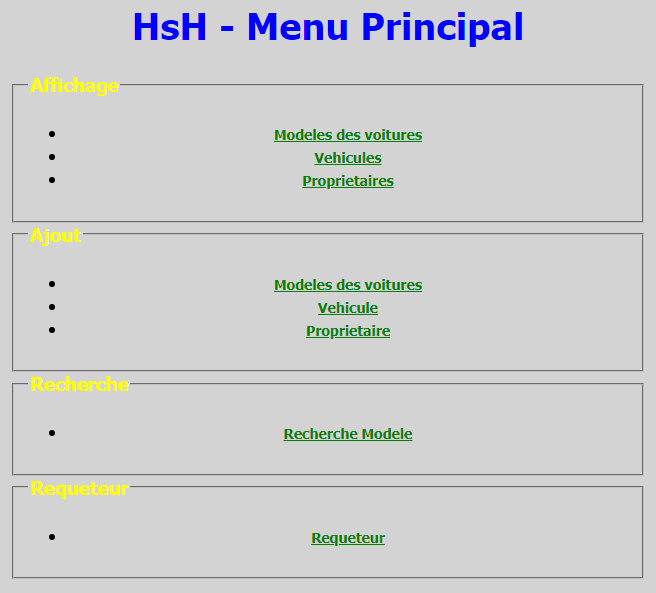 HsH - Menu Principal
Affichage
Modeles des voitures
Vehicules
Proprietaires
Ajout
Modeles des voitures
Vehicule
Proprietaire
Recherche
Recherche Modele
Requeteur
Requeteur